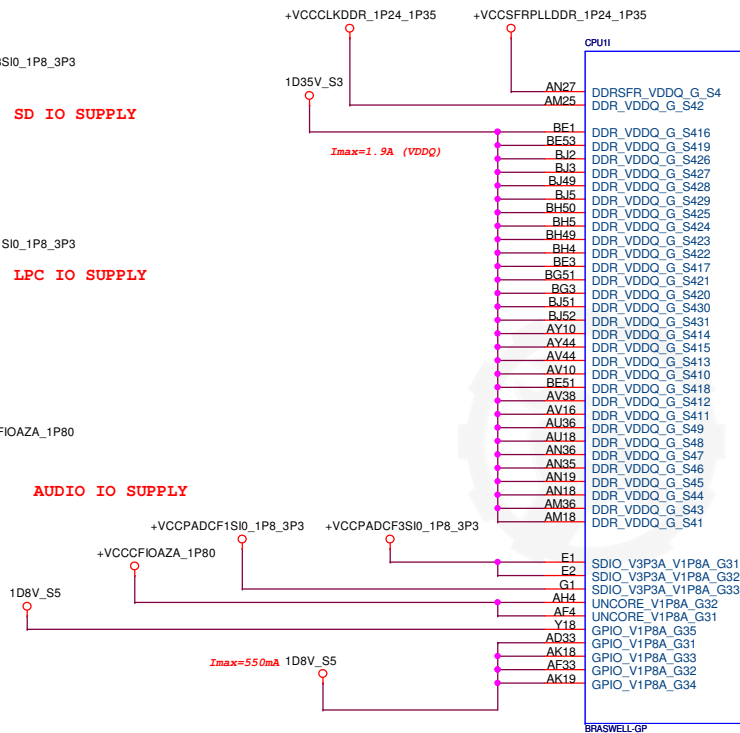 +VCCCLKDDR_1P24_1P35 +VCCSFRPLLDDR_1P24_1P35
CPU1I
SI0_1P8_3P3
1D35V_S3
SD IO SUPPLY
Imax=1.9A (VDDQ)
SI0_1P8_3P3
LPC IO SUPPLY
FIOAZA_1P80
AUDIO IO SUPPLY
AN27 DDRSFR_VDDQ_G_S4
AM25 DDR_VDDQ_G_S42
BE1 DDR_VDDQ_G_S416
BE53 DDR_VDDQ_G_S419
BJ2 DDR_VDDQ_G_S426
BJ3 DDR_VDDQ_G_S427
BJ49 DDR_VDDQ_G_S428
BJ5 DDR_VDDQ_G_S429
BH50 DDR_VDDQ_G_S425
BH5 DDR_VDDQ_G_S424
BH49 DDR_VDDQ_G_S423
BH4 DDR_VDDQ_G_S422
BE3 DDR_VDDQ_G_S417
BG51 DDR_VDDQ_G_S421
BG3 DDR_VDDQ_G_S420
BJ51 DDR_VDDQ_G_S430
BJ52 DDR_VDDQ_G_S431
AY10 DDR_VDDQ_G_S414
AY44 DDR_VDDQ_G_S415
AV44 DDR_VDDQ_G_S413
AV10 DDR_VDDQ_G_S410
BE51 DDR_VDDQ_G_S418
AV38 DDR_VDDQ_G_S412
AV16 DDR_VDDQ_G_S411
AU36 DDR_VDDQ_G_S49
AU18 DDR_VDDQ_G_S48
AN36 DDR_VDDQ_G_S47
AN35 DDR_VDDQ_G_S46
AN19 DDR_VDDQ_G_S45
AN18 DDR_VDDQ_G_S44
AM36 DDR_VDDQ_G_S43
AM18 DDR_VDDQ_G_S41
+VCCPADCF1SI0_1P8_3P3 +VCCPADCF3SI0_1P8_3P3
+VCCCFIOAZA_1P80
1D8V_S5
E1 SDIO_V3P3A_V1P8A_G31
E2 SDIO_V3P3A_V1P8A_G32
G1 SDIO_V3P3A_V1P8A_G33
AH4 UNCORE_V1P8A_G32
AF4 UNCORE_V1P8A_G31
Y18 GPIO_V1P8A_G35
AD33 GPIO_V1P8A_G31
AK18 GPIO_V1P8A_G33
AF33 GPIO_V1P8A_G32
AK19 GPIO_V1P8A_G34
Imax=550mA 1D8V_S5
BRASWELL-GP